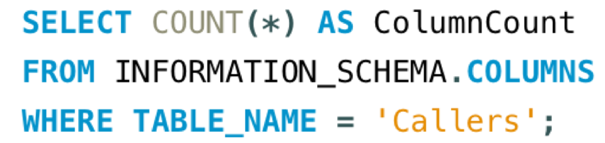 SELECT COUNT(*) AS ColumnCount
FROM INFORMATION_SCHEMA.COLUMNS
WHERE TABLE_NAME = 'Callers';